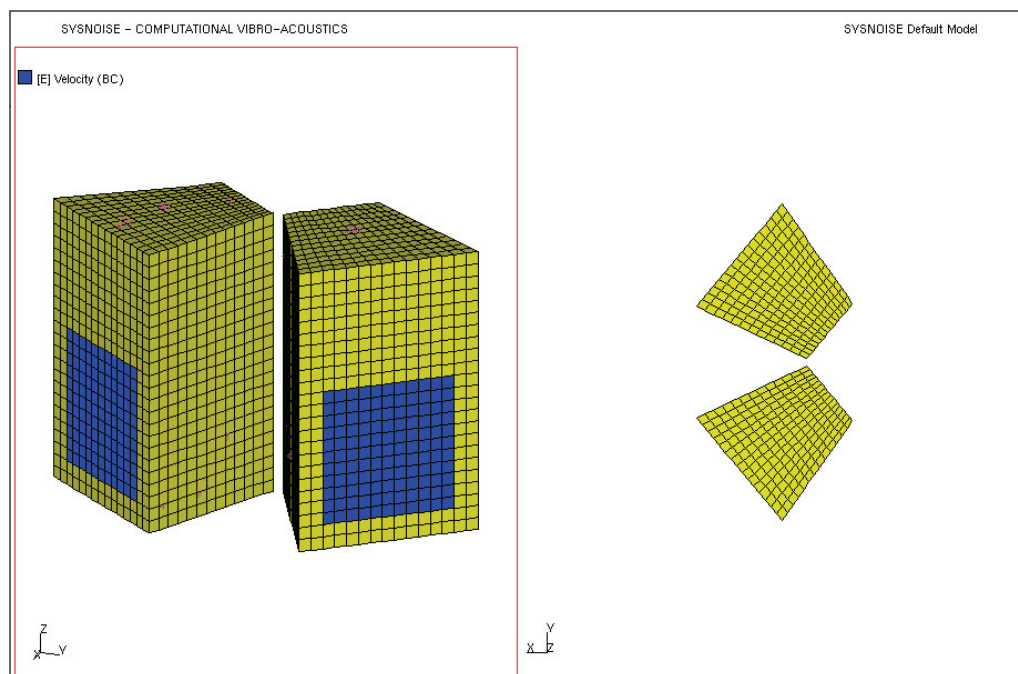 SYSNOISE - COMPUTATIONAL VIBRO-ACOUSTICS
SYSNOISE Default Model
[E] Velocity (BC)
Z
X
Y
Y
X
Z